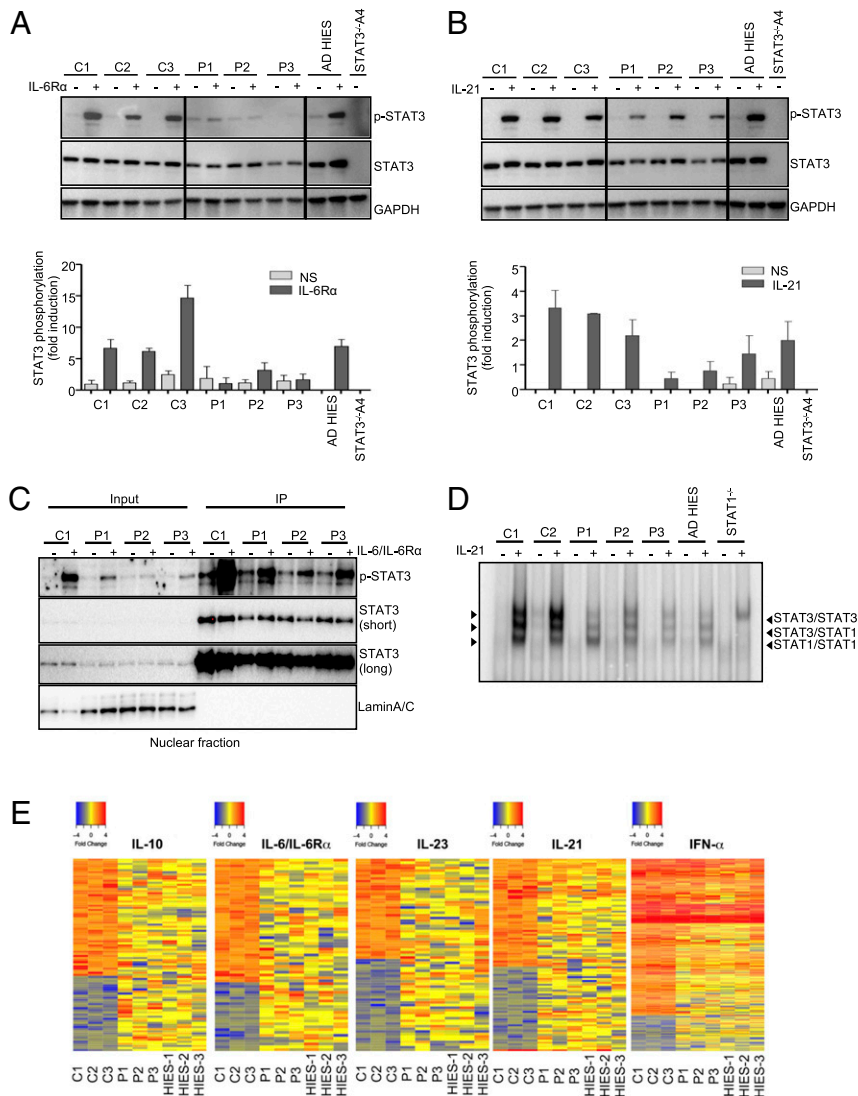 A
C1 C2 C3 P1 P2 P3 AD HIES STAT3-/-A4
IL-6Rα - + - + - + - + - + - + - + -
p-STAT3
STAT3
GAPDH
STAT3 phosphorylation
(fold induction)
20
15
10
5
0
NS
IL-6Rα
C1 C2 C3 P1 P2 P3 AD HIES STAT3-/-A4
B
C1 C2 C3 P1 P2 P3 AD HIES STAT3-/-A4
IL-21 - + - + - + - + - + - + - + -
p-STAT3
STAT3
GAPDH
STAT3 phosphorylation
(fold induction)
5
4
3
2
1
0
NS
IL-21
C1 C2 C3 P1 P2 P3 AD HIES STAT3-/-A4
C
Input IP
C1 P1 P2 P3 C1 P1 P2 P3
- + - + - + - + - + - + - + - + IL-6/IL-6Rα
p-STAT3
STAT3
(short)
STAT3
(long)
LaminA/C
Nuclear fraction
D
C1 C2 P1 P2 P3 AD HIES STAT1-/-
IL-21 - + - + - + - + - + - + - +
STAT3/STAT3
STAT3/STAT1
STAT1/STAT1
E
-4 0 4
Fold Change
IL-10
C1 C2 C3 P1 P2 P3 HIES-1 HIES-2 HIES-3
-4 0 4
Fold Change
IL-6/IL-6Rα
C1 C2 C3 P1 P2 P3 HIES-1 HIES-2 HIES-3
-4 0 4
Fold Change
IL-23
C1 C2 C3 P1 P2 P3 HIES-1 HIES-2 HIES-3
-4 0 4
Fold Change
IL-21
C1 C2 C3 P1 P2 P3 HIES-1 HIES-2 HIES-3
-4 0 4
Fold Change
IFN-α
C1 C2 C3 P1 P2 P3 HIES-1 HIES-2 HIES-3